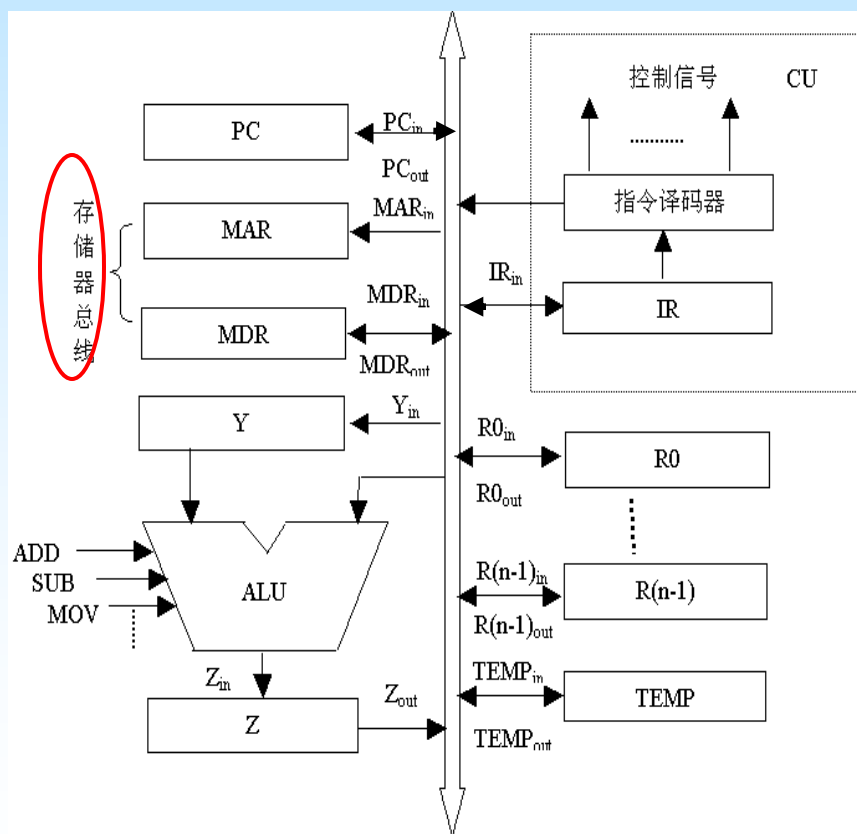 控制信号 CU
PC
PCin
PCout
指令译码器
存储器总线
MAR
MARin
IRin
IR
MDR
MDRin
MDRout
Y
Yin
R0in
R0
R0out
ADD
SUB
MOV
ALU
R(n-1)in
R(n-1)
R(n-1)out
Zin
Z
Zout
TEMPin
TEMP
TEMPout